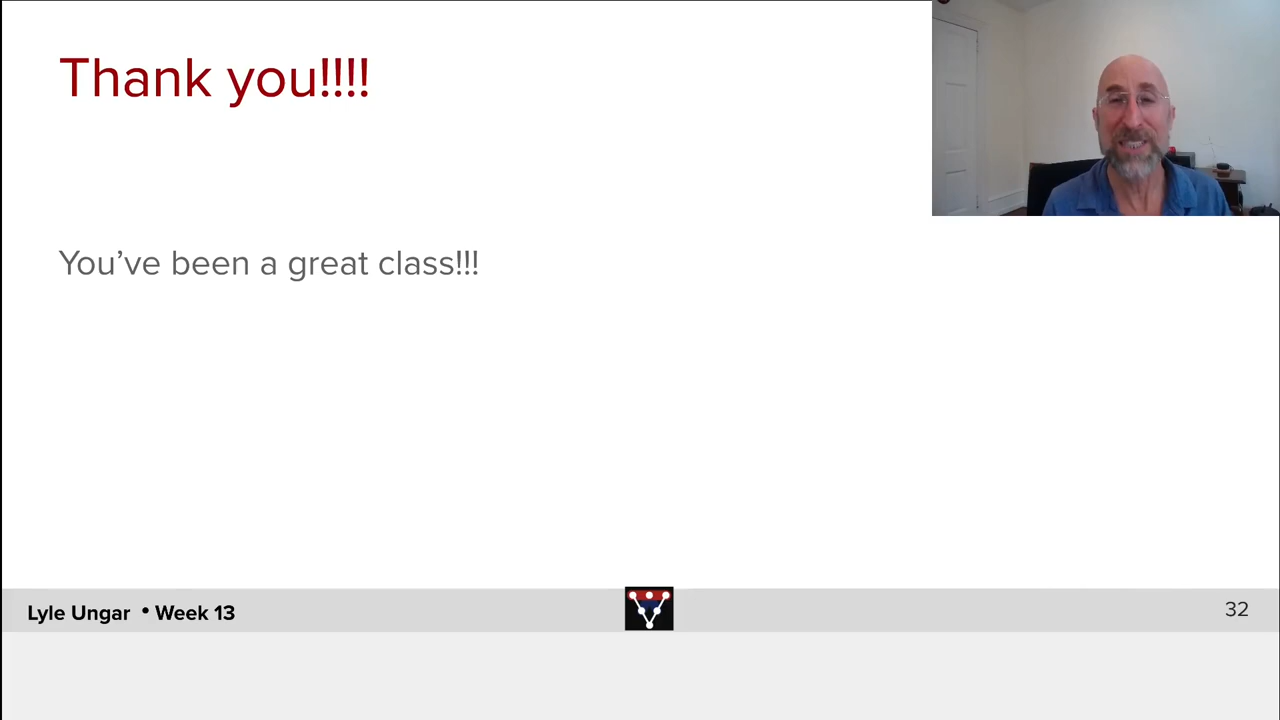 Thank you!!!!
You’ve been a great class!!!
Lyle Ungar • Week 13
32